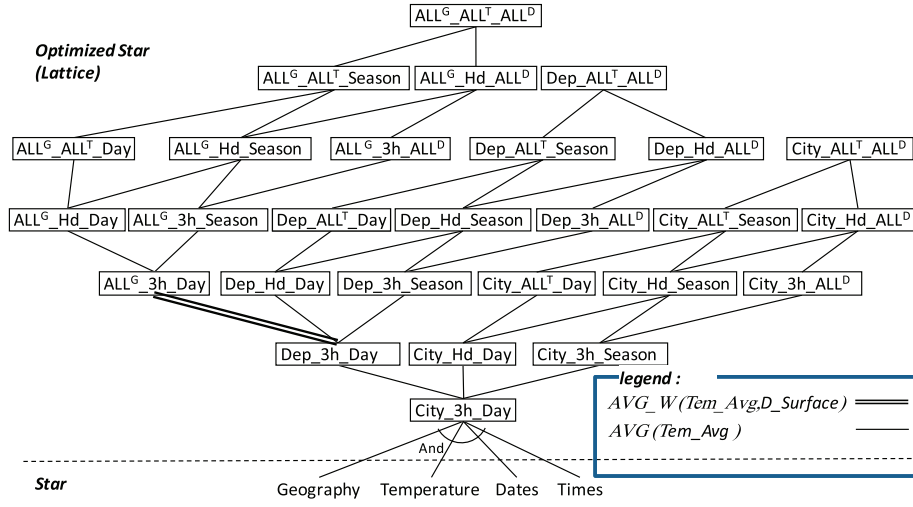 ALLᴳ_ALLᵀ_ALLᴰ
Optimized Star
(Lattice)
ALLᴳ_ALLᵀ_Season ALLᴳ_Hd_ALLᴰ Dep_ALLᵀ_ALLᴰ
ALLᴳ_ALLᵀ_Day ALLᴳ_Hd_Season ALLᴳ_3h_ALLᴰ Dep_ALLᵀ_Season Dep_Hd_ALLᴰ City_ALLᵀ_ALLᴰ
ALLᴳ_Hd_Day ALLᴳ_3h_Season Dep_ALLᵀ_Day Dep_Hd_Season Dep_3h_ALLᴰ City_ALLᵀ_Season City_Hd_ALLᴰ
ALLᴳ_3h_Day Dep_Hd_Day Dep_3h_Season City_ALLᵀ_Day City_Hd_Season City_3h_ALLᴰ
Dep_3h_Day City_Hd_Day City_3h_Season
legend :
AVG_W(Tem_Avg,D_Surface)
AVG(Tem_Avg )
City_3h_Day
And
Star
Geography Temperature Dates Times